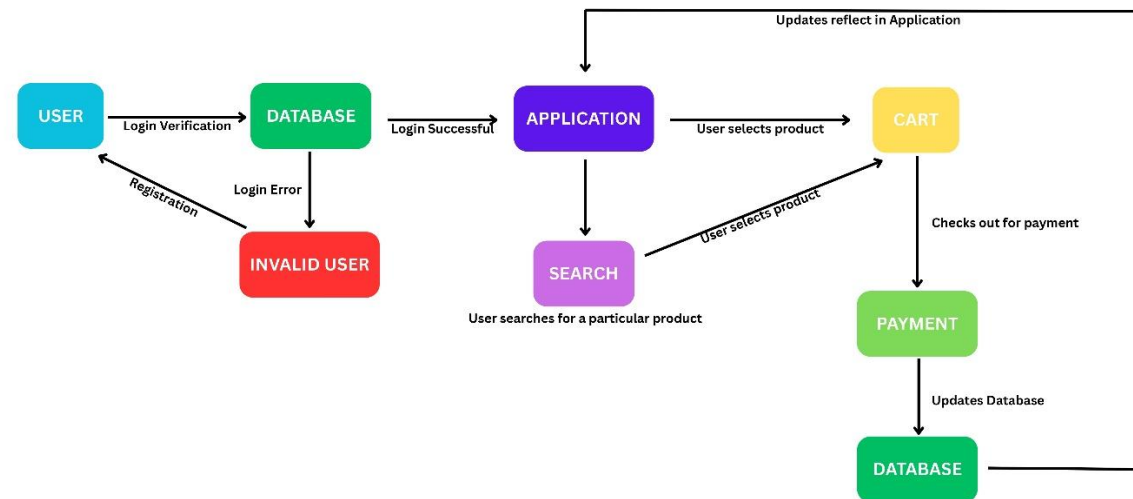 Updates reflect in Application
USER
Login Verification
DATABASE
Login Successful
APPLICATION
User selects product
CART
Registration
Login Error
INVALID USER
SEARCH
User selects product
User searches for a particular product
Checks out for payment
PAYMENT
Updates Database
DATABASE